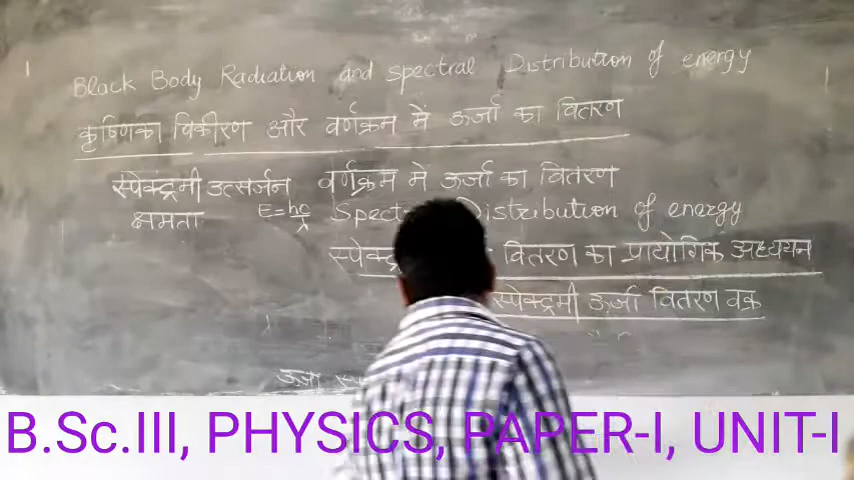 Black Body Radiation and spectral Distribution of energy
कृष्णिका विकीरण और वर्णक्रम में ऊर्जा का वितरण
स्पेक्ट्रमी उत्सर्जन वर्णक्रम में ऊर्जा का वितरण
क्षमता E=hc/λ Distribution of energy
वितरण का प्रायोगिक अध्ययन
स्पेक्ट्रमी ऊर्जा वितरण वक्र
ऊर्जा
B.Sc.III, PHYSICS, PAPER-I, UNIT-I